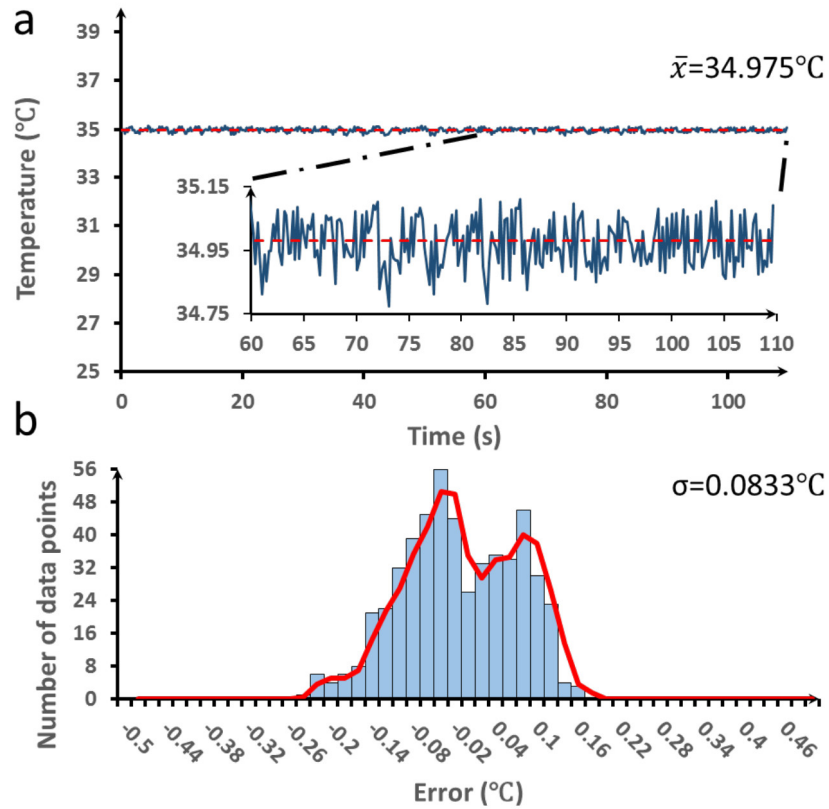 a
39
37
35
33
31
29
27
25
Temperature (°C)
x̄=34.975°C
35.15
34.95
34.75
60 65 70 75 80 85 90 95 100 105 110
0 20 40 60 80 100
Time (s)
b
56
48
40
32
24
16
8
0
Number of data points
σ=0.0833°C
-0.5 -0.44 -0.38 -0.32 -0.26 -0.2 -0.14 -0.08 -0.02 0.04 0.1 0.16 0.22 0.28 0.34 0.4 0.46
Error (°C)